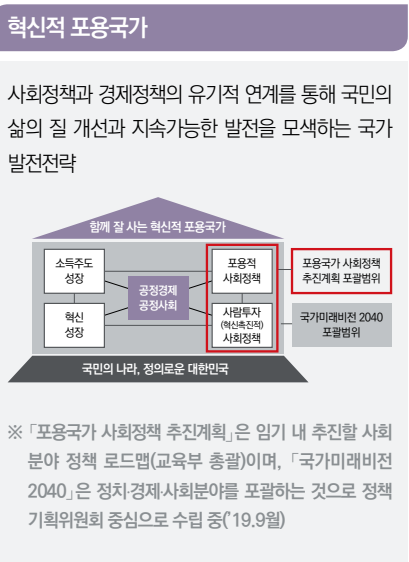 혁신적 포용국가
사회정책과 경제정책의 유기적 연계를 통해 국민의
삶의 질 개선과 지속가능한 발전을 모색하는 국가
발전전략
함께 잘 사는 혁신적 포용국가
소득주도
성장
포용적
사회정책
포용국가 사회정책
추진계획 포괄범위
공정경제
공정사회
혁신
성장
사람투자
(혁신촉진적)
사회정책
국가미래비전 2040
포괄범위
국민의 나라, 정의로운 대한민국
※ 「포용국가 사회정책 추진계획」은 임기 내 추진할 사회
분야 정책 로드맵(교육부 총괄)이며, 「국가미래비전
2040」은 정치·경제·사회분야를 포괄하는 것으로 정책
기획위원회 중심으로 수립 중('19.9월)